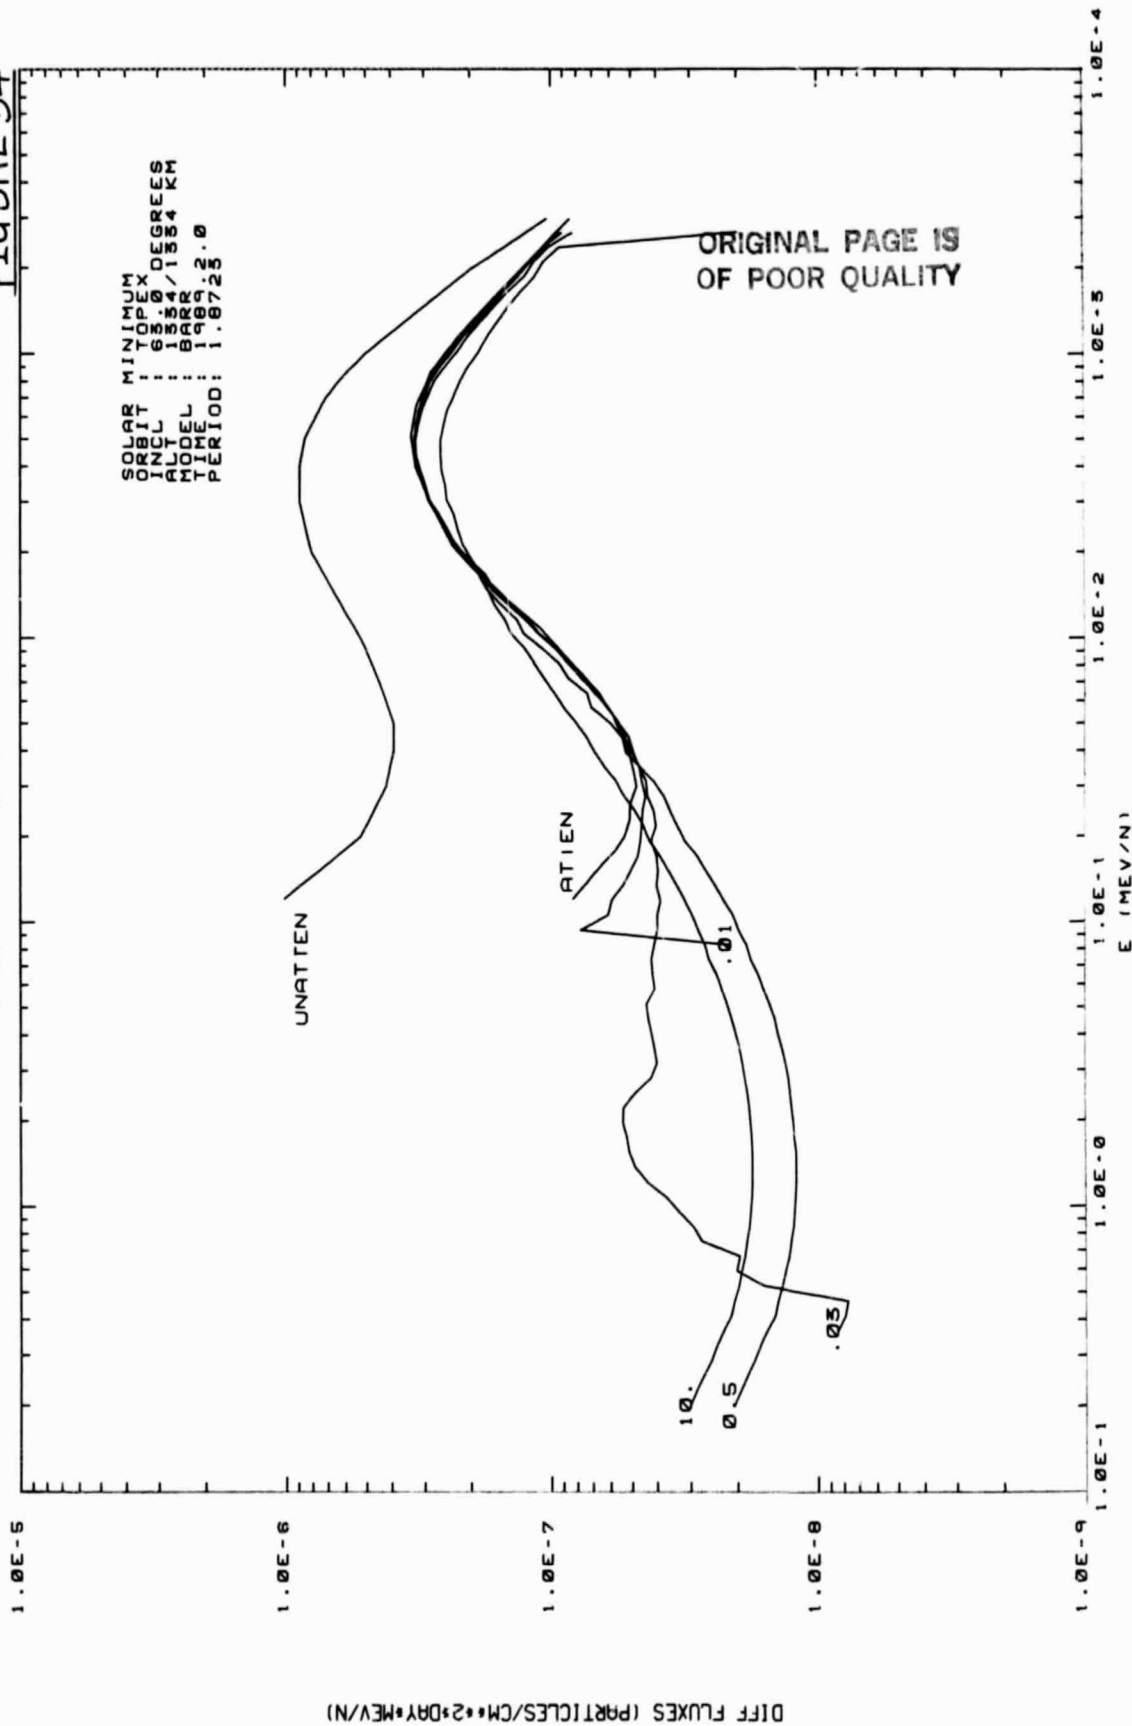 SOLAR MINIMUM
ORBIT : TOPEX
INCL : 63.0 DEGREES
ALT : 1334/1334 KM
MODEL : BARR
TIME : 1989.2.0
PERIOD: 1.8723
ORIGINAL PAGE IS
OF POOR QUALITY
UNATTEN
ATTEN
.01
.03
10.
0.5
1.0E-5
1.0E-6
1.0E-7
1.0E-8
1.0E-9
DIFF FLUXES (PARTICLES/CM**2*DAY*MEV/N)
1.0E-1
1.0E-0
1.0E-1
1.0E-2
1.0E-3
1.0E-4
E (MEV/N)